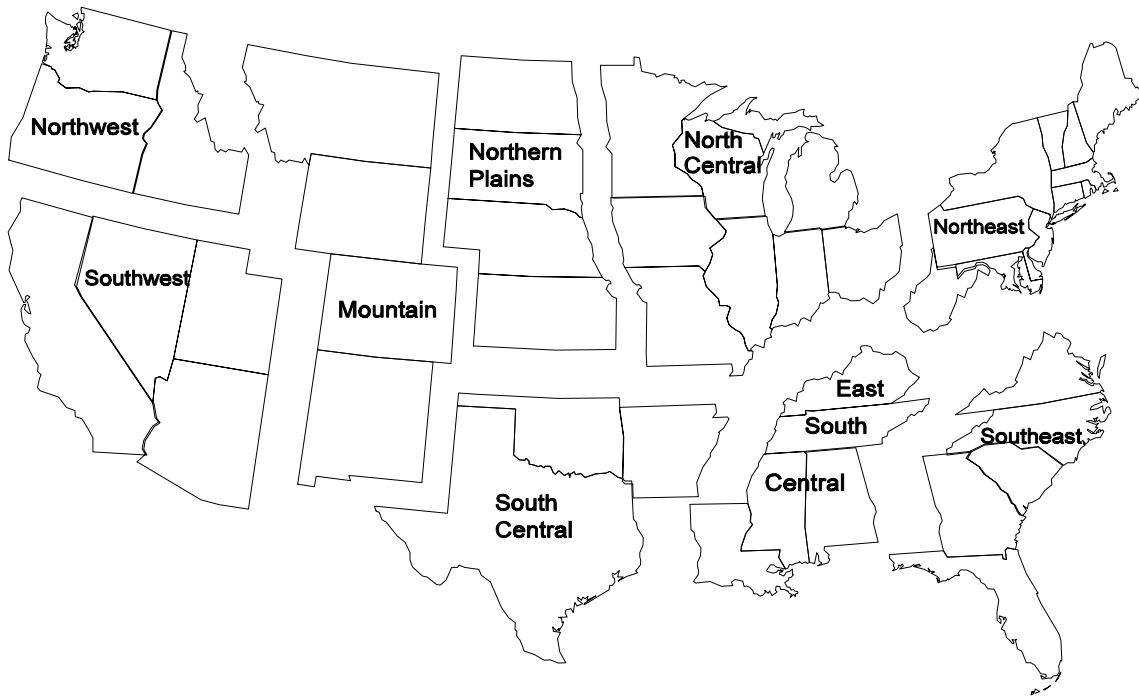 Northwest
Northern
Plains
North
Central
Northeast
Southwest
Mountain
East
South
Central
Southeast
South
Central